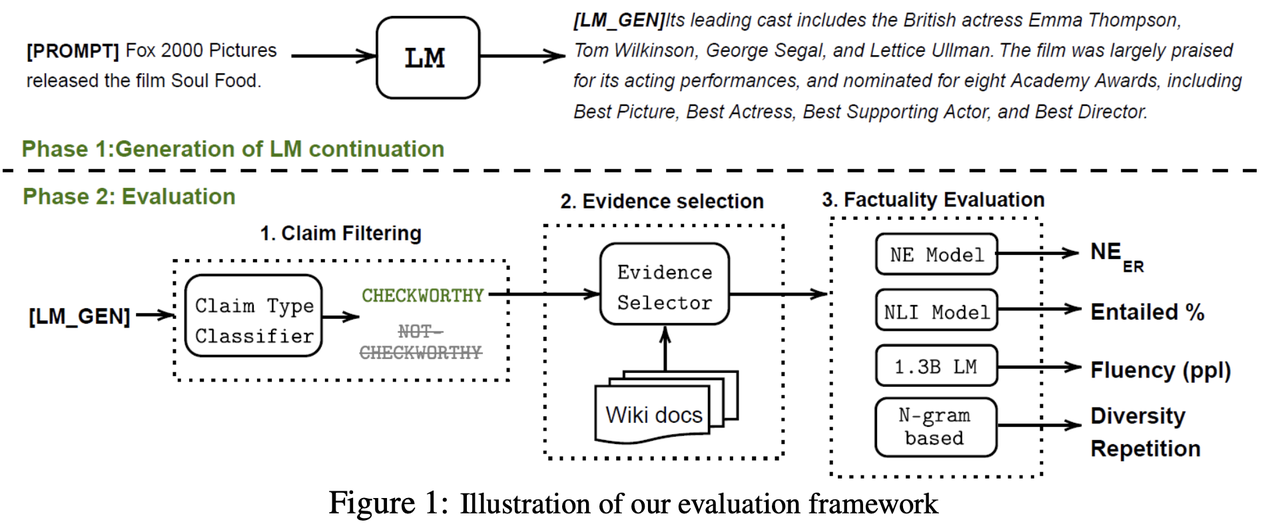 [PROMPT] Fox 2000 Pictures
released the film Soul Food.
LM
[LM_GEN]Its leading cast includes the British actress Emma Thompson,
Tom Wilkinson, George Segal, and Lettice Ullman. The film was largely praised
for its acting performances, and nominated for eight Academy Awards, including
Best Picture, Best Actress, Best Supporting Actor, and Best Director.
Phase 1:Generation of LM continuation
Phase 2: Evaluation
1. Claim Filtering
[LM_GEN]
Claim Type
Classifier
CHECKWORTHY
NOT-
CHECKWORTHY
2. Evidence selection
Evidence
Selector
Wiki docs
3. Factuality Evaluation
NE Model
NE ER
NLI Model
Entailed %
1.3B LM
Fluency (ppl)
N-gram
based
Diversity
Repetition
Figure 1: Illustration of our evaluation framework